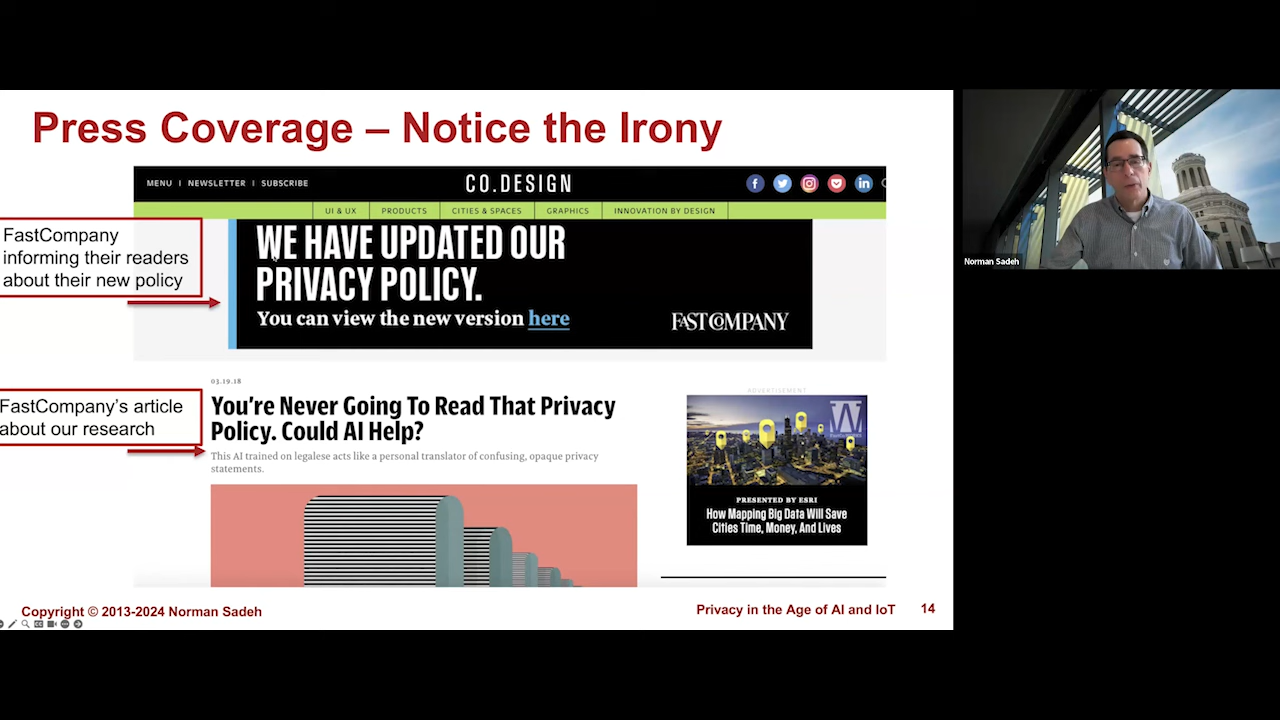 Press Coverage – Notice the Irony
MENU | NEWSLETTER | SUBSCRIBE
CO.DESIGN
UI & UX
PRODUCTS
CITIES & SPACES
GRAPHICS
INNOVATION BY DESIGN
FastCompany
informing their readers
about their new policy
WE HAVE UPDATED OUR
PRIVACY POLICY.
You can view the new version here
FAST COMPANY
03.19.18
FastCompany's article
about our research
You're Never Going To Read That Privacy
Policy. Could AI Help?
This AI trained on legalese acts like a personal translator of confusing, opaque privacy
statements.
ADVERTISEMENT
PRESENTED BY ESRI
How Mapping Big Data Will Save
Cities Time, Money, And Lives
Copyright © 2013-2024 Norman Sadeh
Privacy in the Age of AI and IoT 14
Norman Sadeh